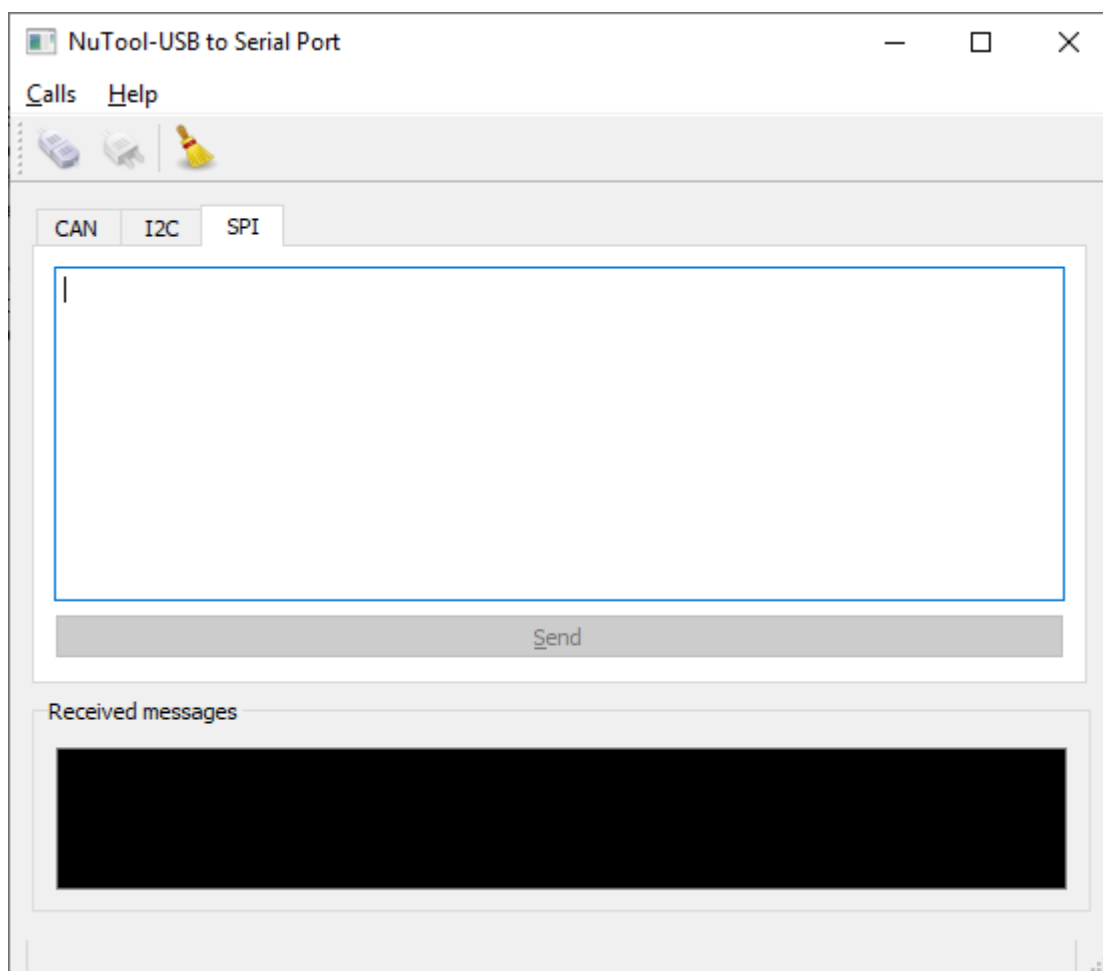 NuTool-USB to Serial Port
Calls Help
CAN I2C SPI
Send
Received messages